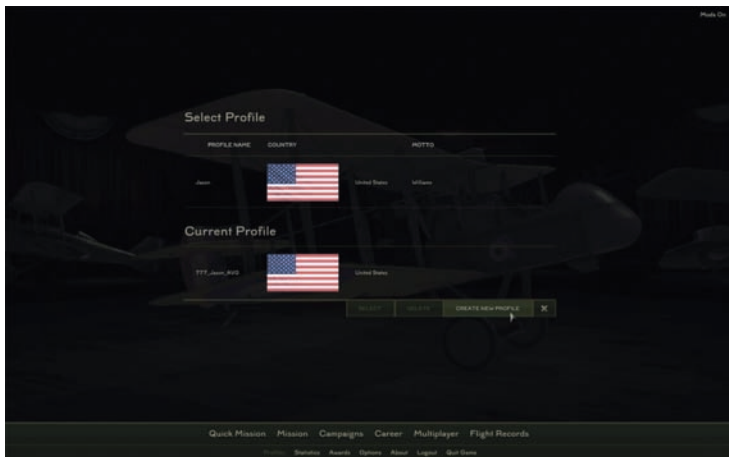 Mods On
Select Profile
PROFILE NAME COUNTRY MOTTO
Jason United States Williams
Current Profile
777_Jason_AVG United States
SELECT DELETE CREATE NEW PROFILE X
Quick Mission Mission Campaigns Career Multiplayer Flight Records
Profiles Statistics Awards Options About Logout Quit Game